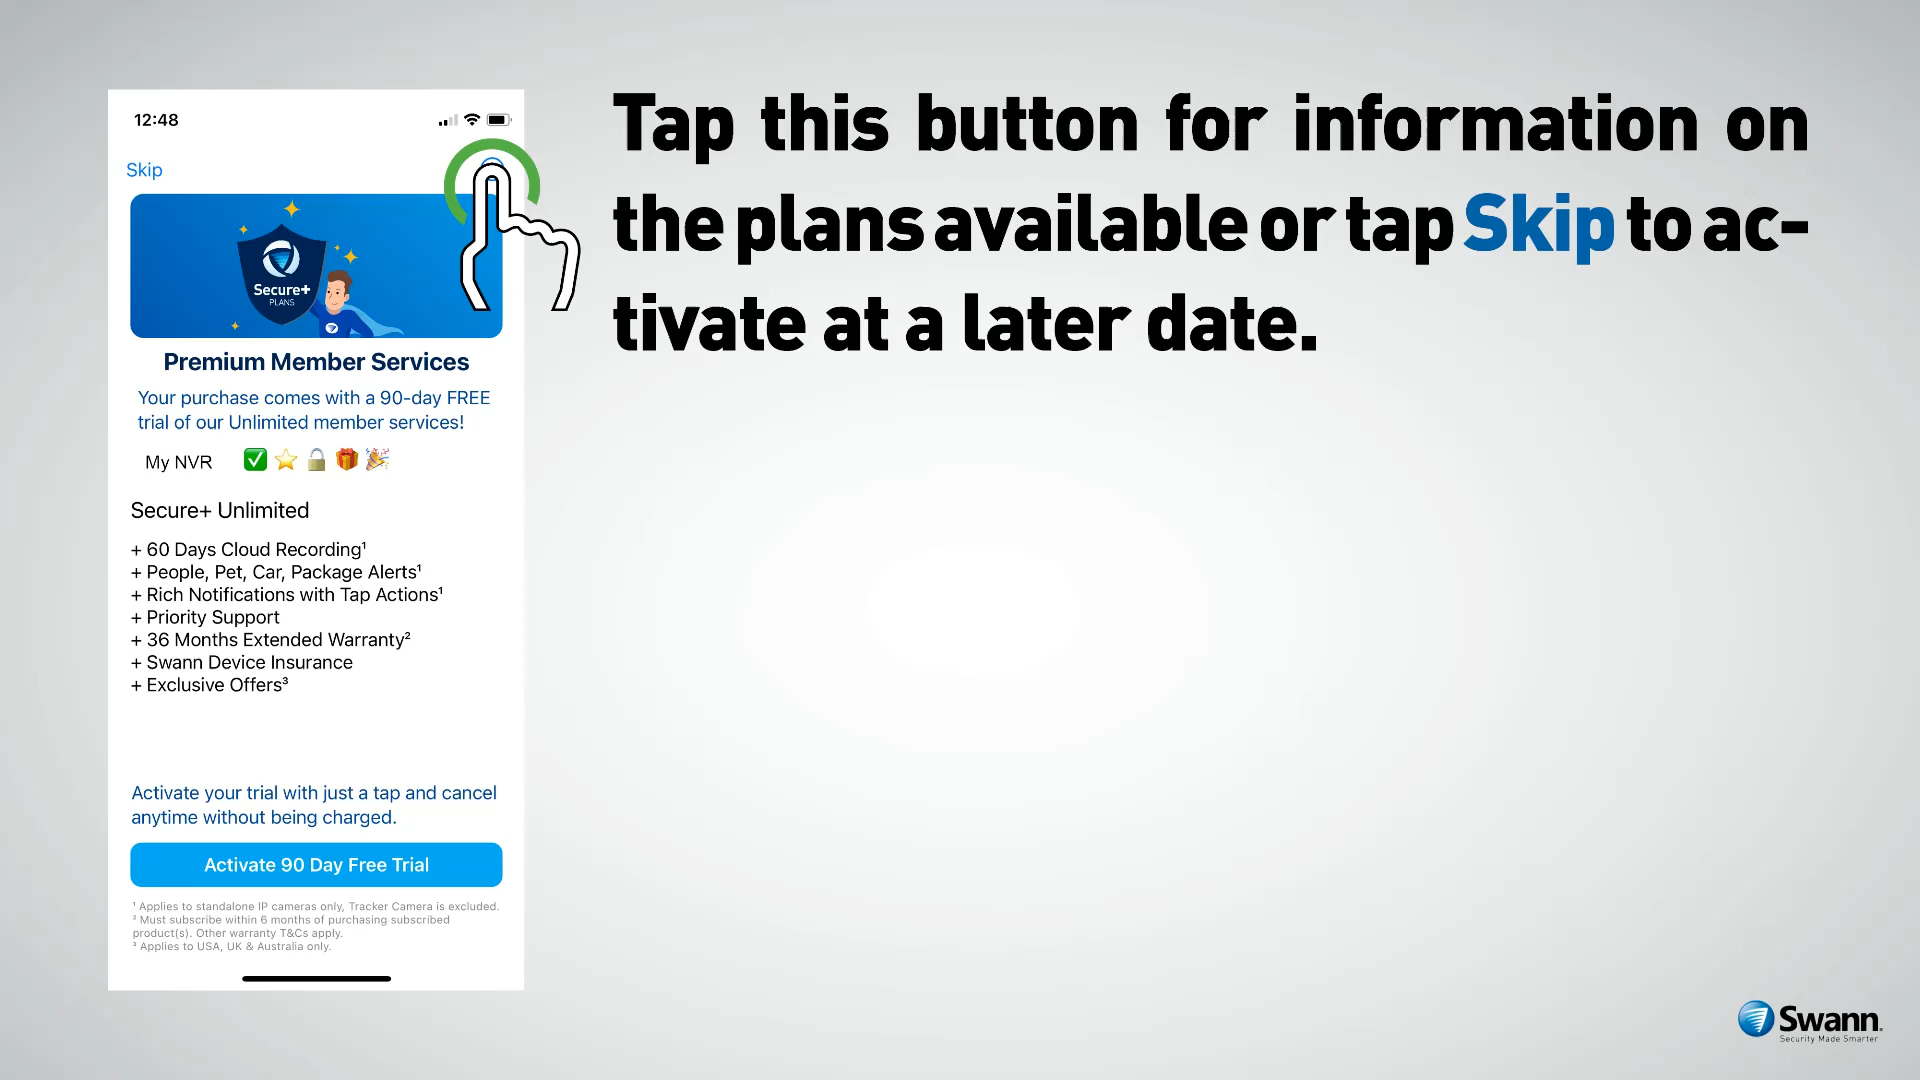 12:48
Skip
Secure+
PLANS
Premium Member Services
Your purchase comes with a 90-day FREE
trial of our Unlimited member services!
My NVR
Secure+ Unlimited
+ 60 Days Cloud Recording¹
+ People, Pet, Car, Package Alerts¹
+ Rich Notifications with Tap Actions¹
+ Priority Support
+ 36 Months Extended Warranty²
+ Swann Device Insurance
+ Exclusive Offers³
Activate your trial with just a tap and cancel
anytime without being charged.
Activate 90 Day Free Trial
¹ Applies to standalone IP cameras only, Tracker Camera is excluded.
² Must subscribe within 6 months of purchasing subscribed
product(s). Other warranty T&Cs apply.
³ Applies to USA, UK & Australia only.
Tap this button for information on
the plans available or tap Skip to ac-
tivate at a later date.
Swann
Security Made Smarter